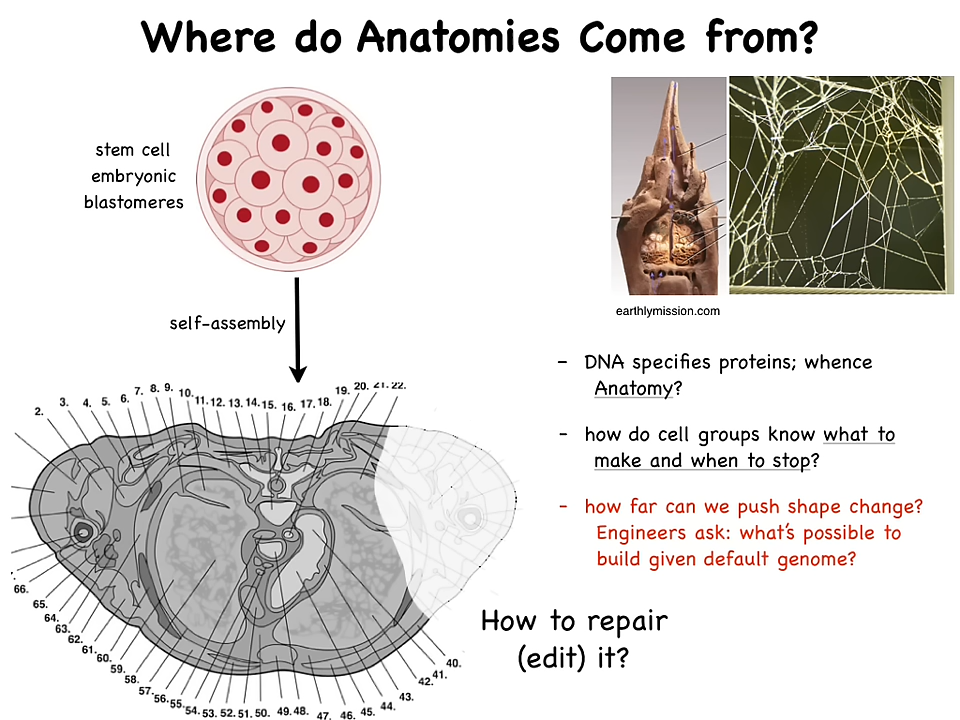 Where do Anatomies Come from?
stem cell
embryonic
blastomeres
self-assembly
earthlymission.com
– DNA specifies proteins; whence
Anatomy?
- how do cell groups know what to
make and when to stop?
- how far can we push shape change?
Engineers ask: what's possible to
build given default genome?
How to repair
(edit) it?
2. 3. 4. 5. 6. 7. 8. 9. 10. 11. 12. 13. 14. 15. 16. 17. 18. 19. 20. 21. 22.
66.
65.
64.
63.
62.
61.
60.
59.
58.
57.
56.
55.
54. 53. 52. 51. 50. 49. 48. 47. 46. 45. 44. 43. 42. 41. 40.